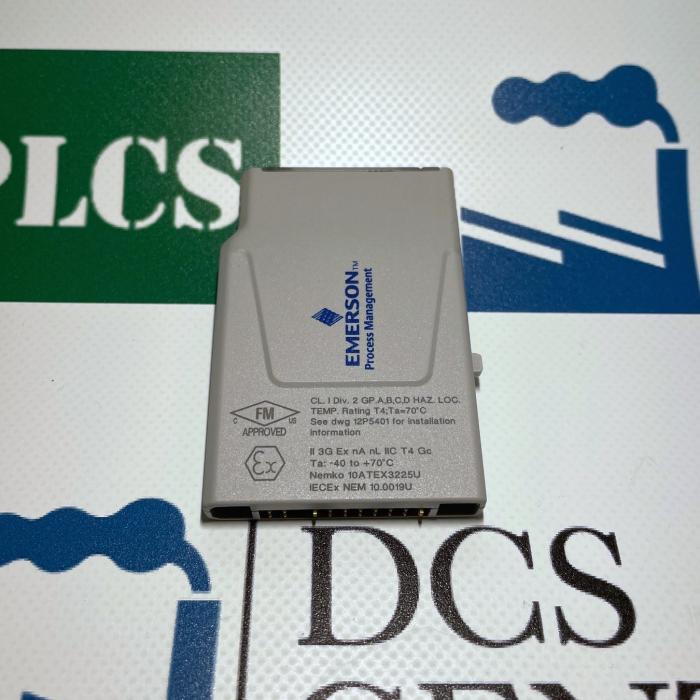 PLCS
EMERSON™
Process Management
FM
C US
APPROVED
CL. I Div. 2 GP.A,B,C,D HAZ. LOC.
TEMP. Rating T4;Ta=70°C
See dwg 12P5401 for installation
information
Ex
II 3G Ex nA nL IIC T4 Gc
Ta: -40 to +70°C
Nemko 10ATEX3225U
IECEx NEM 10.0019U
DCS